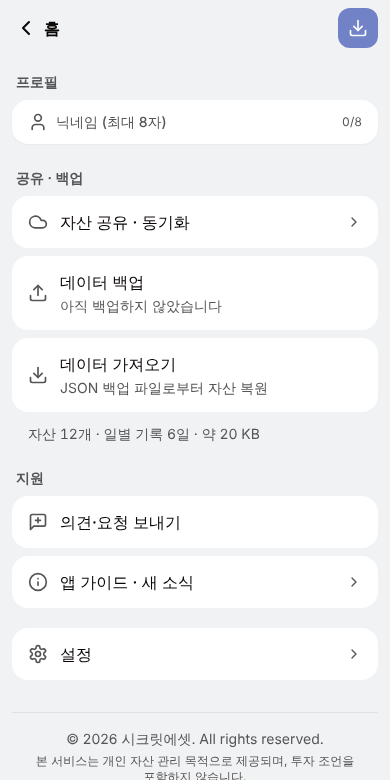 홈
프로필
닉네임 (최대 8자)
0/8
공유 · 백업
자산 공유 · 동기화
데이터 백업
아직 백업하지 않았습니다
데이터 가져오기
JSON 백업 파일로부터 자산 복원
자산 12개 · 일별 기록 6일 · 약 20 KB
지원
의견·요청 보내기
앱 가이드 · 새 소식
설정
© 2026 시크릿에셋. All rights reserved.
본 서비스는 개인 자산 관리 목적으로 제공되며, 투자 조언을
포함하지 않습니다.